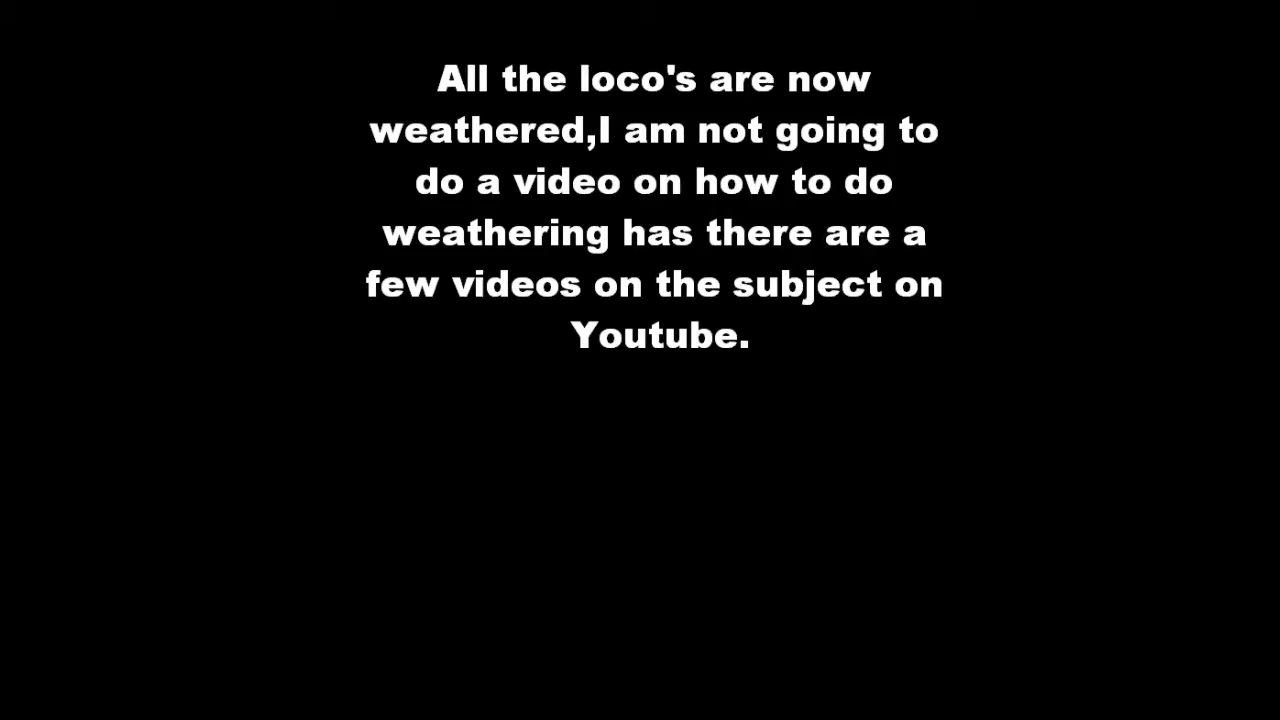 All the loco's are now
weathered,I am not going to
do a video on how to do
weathering has there are a
few videos on the subject on
Youtube.